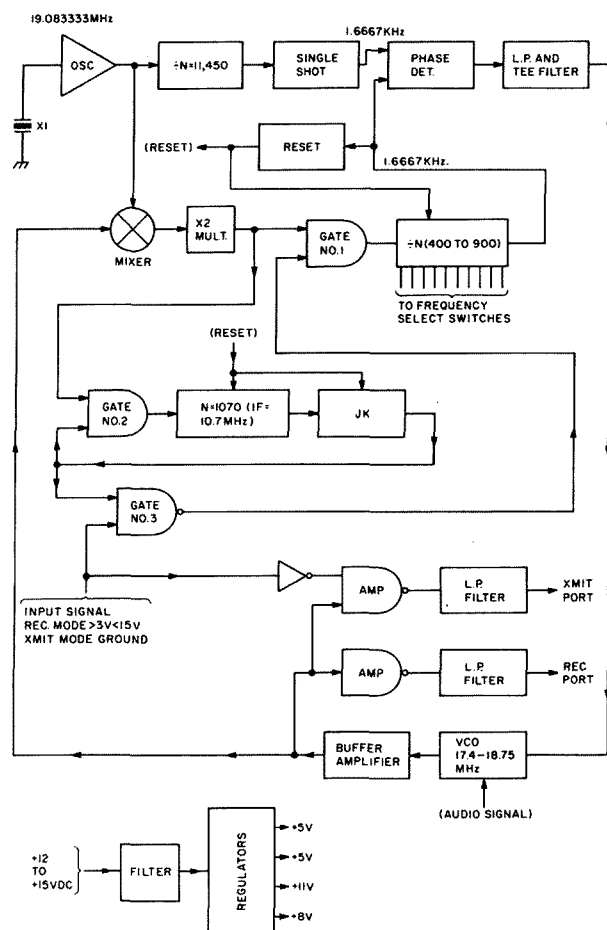 19.083333MHz
OSC
÷N=11,450
SINGLE
SHOT
1.6667KHz
PHASE
DET.
L.P. AND
TEE FILTER
X1
(RESET)
RESET
1.6667KHz.
MIXER
X2
MULT.
GATE
NO.1
÷N(400 TO 900)
TO FREQUENCY
SELECT SWITCHES
(RESET)
GATE
NO.2
N=1070 (IF=
10.7MHz)
JK
GATE
NO.3
INPUT SIGNAL
REC. MODE >3V<15V
XMIT MODE GROUND
AMP
L.P.
FILTER
XMIT
PORT
AMP
L.P.
FILTER
REC
PORT
BUFFER
AMPLIFIER
VCO
17.4-18.75
MHz
(AUDIO SIGNAL)
+12
TO
+15VDC
FILTER
REGULATORS
+5V
+5V
+11V
+8V